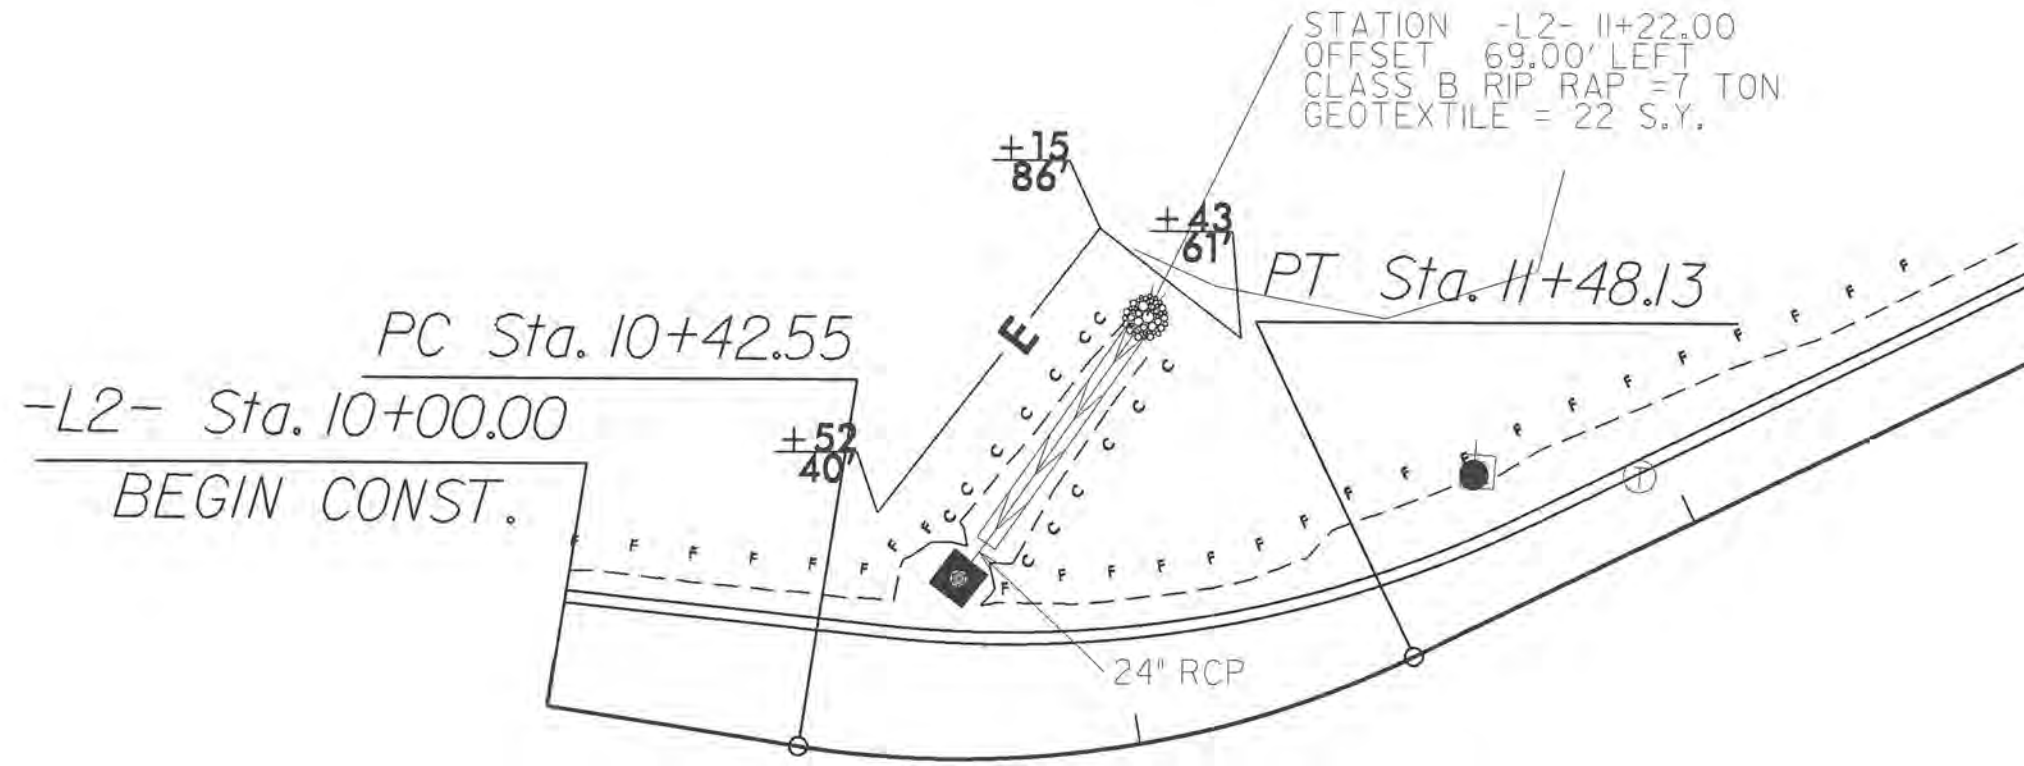 STATION -L2- 11+22.00
OFFSET 69.00' LEFT
CLASS B RIP RAP =7 TON
GEOTEXTILE = 22 S.Y.
+15
86'
+43
61'
PT Sta. 11+48.13
PC Sta. 10+42.55
-L2- Sta. 10+00.00
BEGIN CONST.
+52
40'
E
C C C C C C C C
C C C C C C C
F F F F F F F F
F F F F F F F F F F F F F F F F F
T
24" RCP